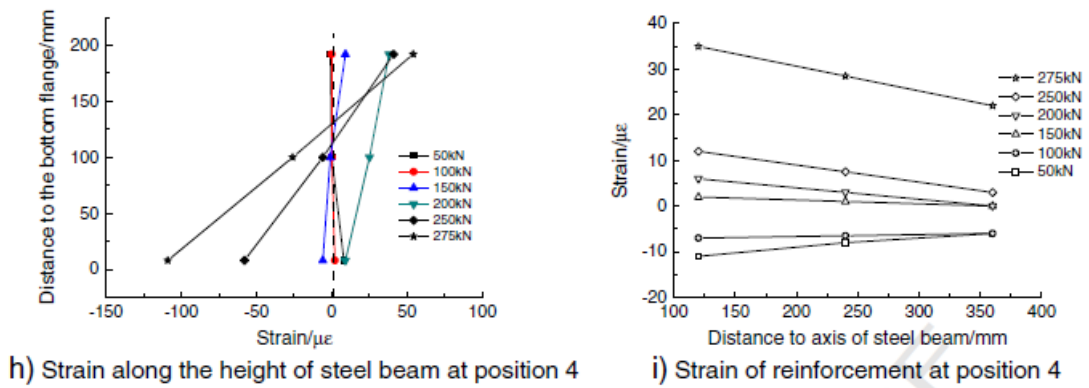 Distance to the bottom flange/mm
200
150
100
50
0
-150
-100
-50
0
50
100
Strain/με
50kN
100kN
150kN
200kN
250kN
275kN
h) Strain along the height of steel beam at position 4
Strain/με
40
30
20
10
0
-10
-20
100
150
200
250
300
350
400
Distance to axis of steel beam/mm
275kN
250kN
200kN
150kN
100kN
50kN
i) Strain of reinforcement at position 4